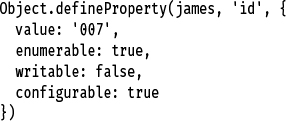 Object.defineProperty(james, 'id', {
  value: '007',
  enumerable: true,
  writable: false,
  configurable: true
})